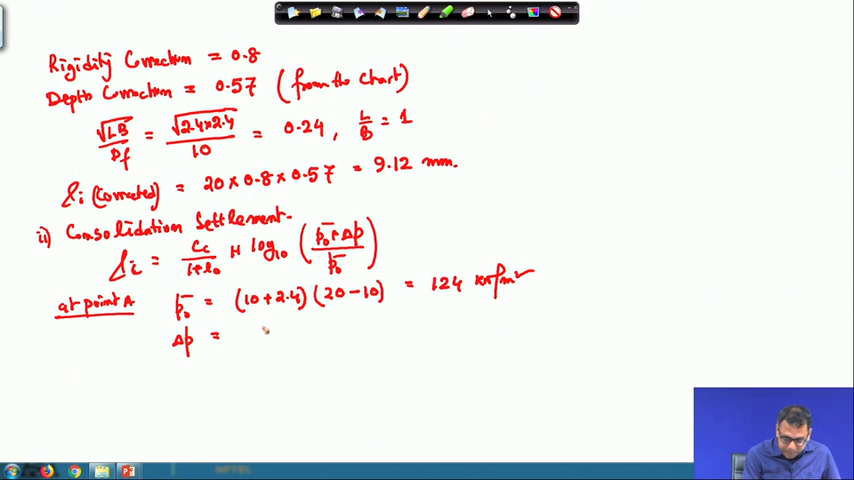 Rigidity Correction = 0.8
Depth Correction = 0.57 (from the chart)
√LB / Df = √2.4x2.4 / 10 = 0.24, L/B = 1
δi (corrected) = 20 x 0.8 x 0.57 = 9.12 mm.
ii) Consolidation Settlement.
δc = Cc / 1+e0 H log10 (p̄0+Δp / p̄0)
at point A p̄0 = (10+2.4)(20-10) = 124 kN/m²
Δp =
NPTEL